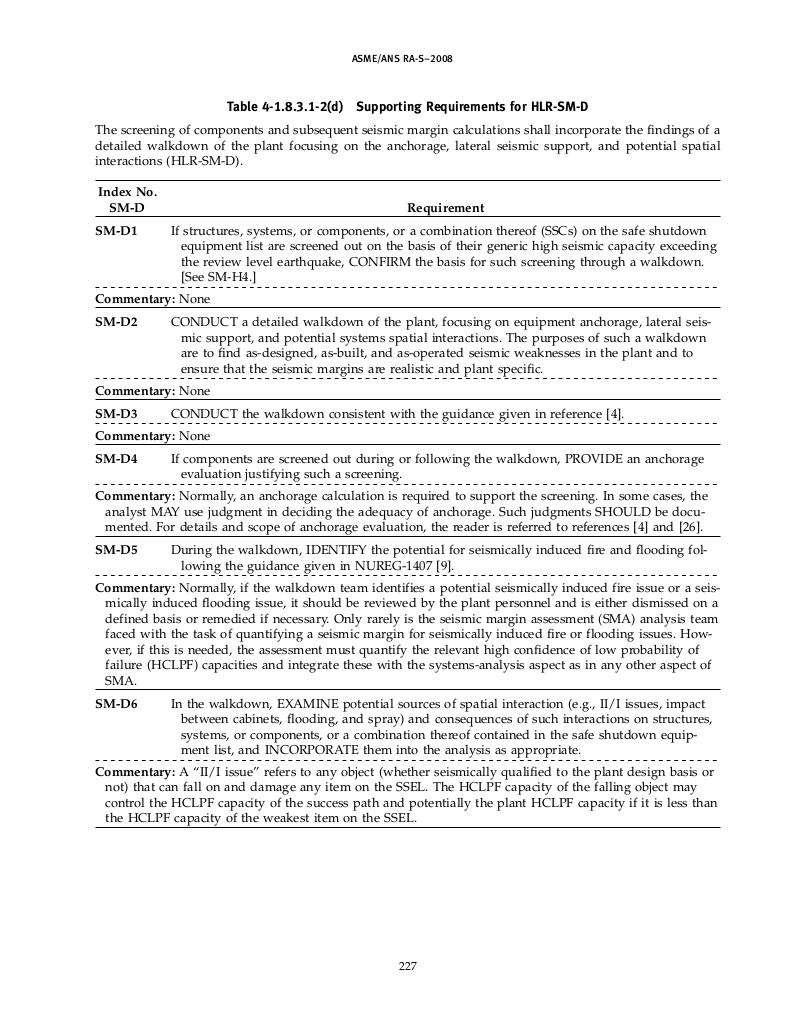 ASME/ANS RA-S–2008
Table 4-1.8.3.1-2(d) Supporting Requirements for HLR-SM-D
The screening of components and subsequent seismic margin calculations shall incorporate the findings of a
detailed walkdown of the plant focusing on the anchorage, lateral seismic support, and potential spatial
interactions (HLR-SM-D).
Index No.
SM-D Requirement
SM-D1 If structures, systems, or components, or a combination thereof (SSCs) on the safe shutdown
equipment list are screened out on the basis of their generic high seismic capacity exceeding
the review level earthquake, CONFIRM the basis for such screening through a walkdown.
[See SM-H4.]
Commentary: None
SM-D2 CONDUCT a detailed walkdown of the plant, focusing on equipment anchorage, lateral seis-
mic support, and potential systems spatial interactions. The purposes of such a walkdown
are to find as-designed, as-built, and as-operated seismic weaknesses in the plant and to
ensure that the seismic margins are realistic and plant specific.
Commentary: None
SM-D3 CONDUCT the walkdown consistent with the guidance given in reference [4].
Commentary: None
SM-D4 If components are screened out during or following the walkdown, PROVIDE an anchorage
evaluation justifying such a screening.
Commentary: Normally, an anchorage calculation is required to support the screening. In some cases, the
analyst MAY use judgment in deciding the adequacy of anchorage. Such judgments SHOULD be docu-
mented. For details and scope of anchorage evaluation, the reader is referred to references [4] and [26].
SM-D5 During the walkdown, IDENTIFY the potential for seismically induced fire and flooding fol-
lowing the guidance given in NUREG-1407 [9].
Commentary: Normally, if the walkdown team identifies a potential seismically induced fire issue or a seis-
mically induced flooding issue, it should be reviewed by the plant personnel and is either dismissed on a
defined basis or remedied if necessary. Only rarely is the seismic margin assessment (SMA) analysis team
faced with the task of quantifying a seismic margin for seismically induced fire or flooding issues. How-
ever, if this is needed, the assessment must quantify the relevant high confidence of low probability of
failure (HCLPF) capacities and integrate these with the systems-analysis aspect as in any other aspect of
SMA.
SM-D6 In the walkdown, EXAMINE potential sources of spatial interaction (e.g., II/I issues, impact
between cabinets, flooding, and spray) and consequences of such interactions on structures,
systems, or components, or a combination thereof contained in the safe shutdown equip-
ment list, and INCORPORATE them into the analysis as appropriate.
Commentary: A “II/I issue” refers to any object (whether seismically qualified to the plant design basis or
not) that can fall on and damage any item on the SSEL. The HCLPF capacity of the falling object may
control the HCLPF capacity of the success path and potentially the plant HCLPF capacity if it is less than
the HCLPF capacity of the weakest item on the SSEL.
227